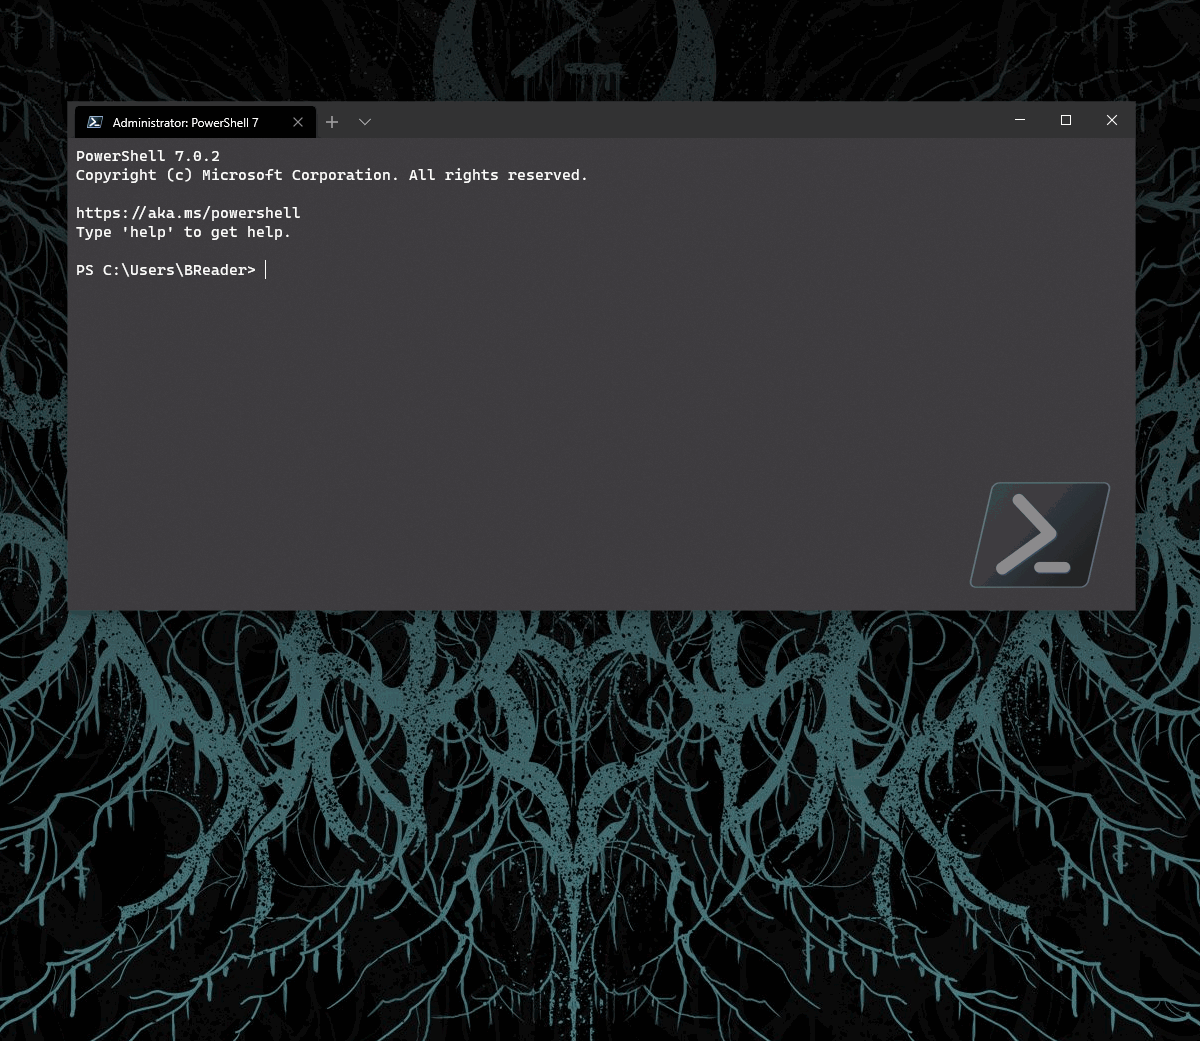 Administrator: PowerShell 7
PowerShell 7.0.2
Copyright (c) Microsoft Corporation. All rights reserved.
https://aka.ms/powershell
Type 'help' to get help.
PS C:\Users\BReader>